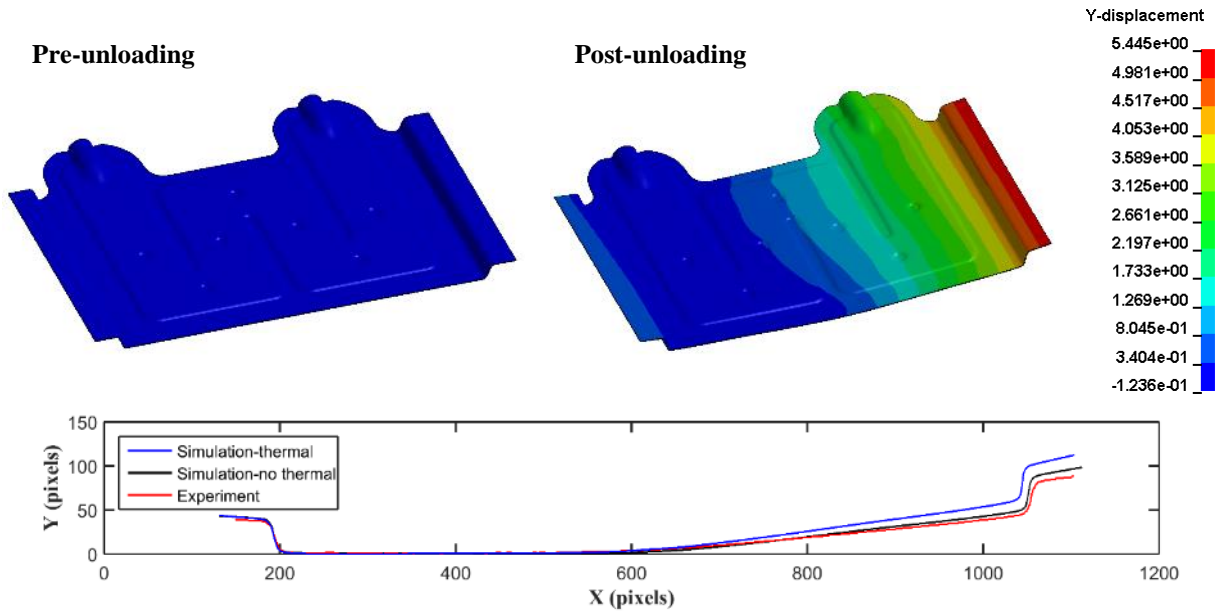 Y-displacement
Pre-unloading
Post-unloading
5.445e+00
4.981e+00
4.517e+00
4.053e+00
3.589e+00
3.125e+00
2.661e+00
2.197e+00
1.733e+00
1.269e+00
8.045e-01
3.404e-01
-1.236e-01
150
100
50
0
Y (pixels)
Simulation-thermal
Simulation-no thermal
Experiment
0 200 400 600 800 1000 1200
X (pixels)